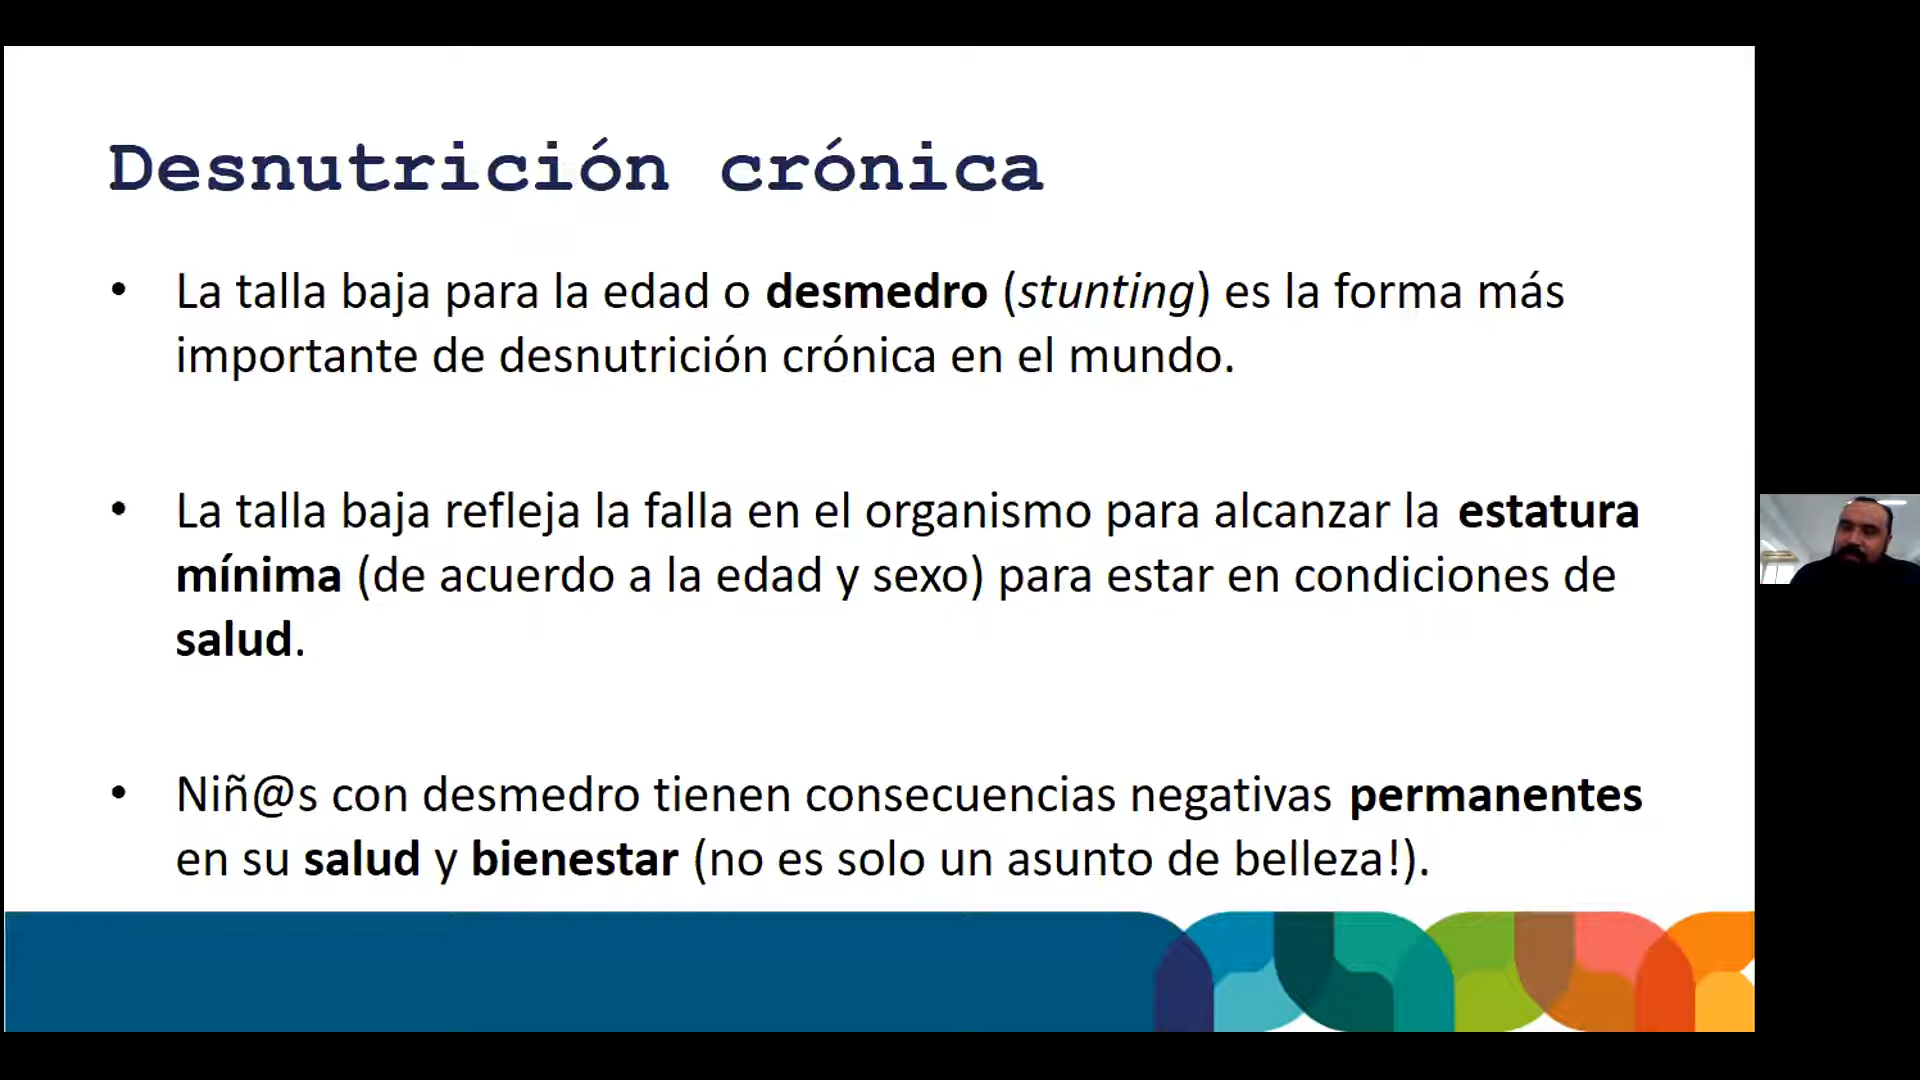 Desnutrición crónica
• La talla baja para la edad o desmedro (stunting) es la forma más
importante de desnutrición crónica en el mundo.
• La talla baja refleja la falla en el organismo para alcanzar la estatura
mínima (de acuerdo a la edad y sexo) para estar en condiciones de
salud.
• Niñ@s con desmedro tienen consecuencias negativas permanentes
en su salud y bienestar (no es solo un asunto de belleza!).